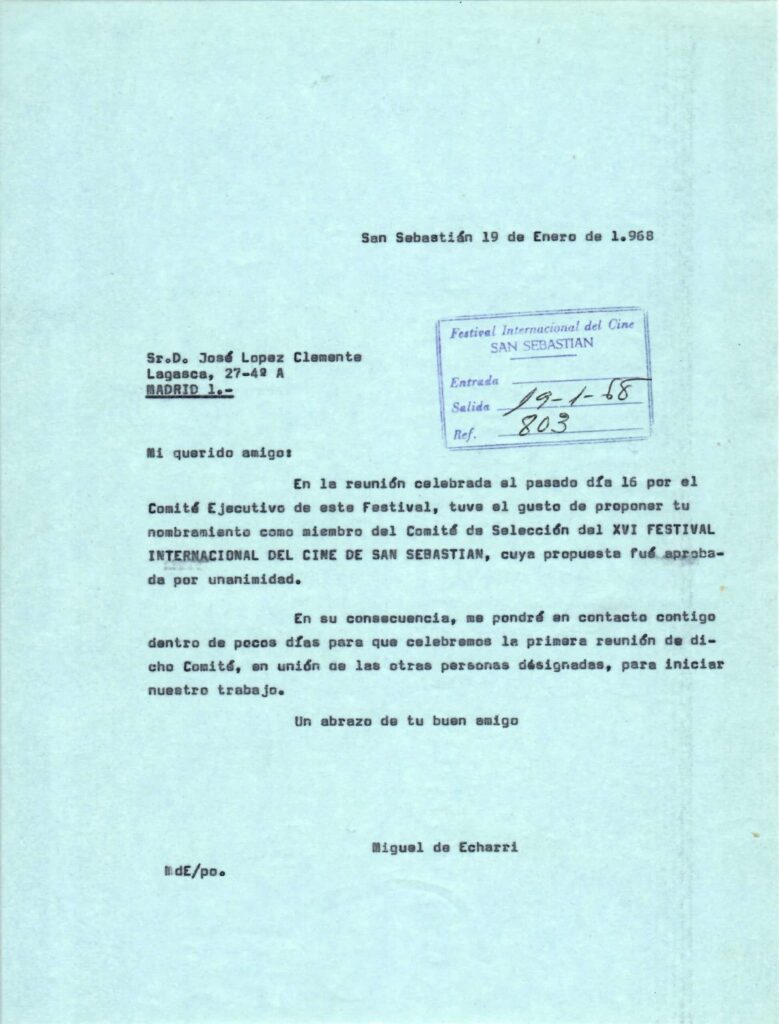 San Sebastián 19 de Enero de 1.968
Festival Internacional del Cine
SAN SEBASTIAN
Entrada
Salida 19-1-68
Ref. 803
Sr.D. José Lopez Clemente
Lagasca, 27-4º A
MADRID 1.-
Mi querido amigo:
En la reunión celebrada el pasado día 16 por el
Comité Ejecutivo de este Festival, tuve el gusto de proponer tu
nombramiento como miembro del Comité de Selección del XVI FESTIVAL
INTERNACIONAL DEL CINE DE SAN SEBASTIAN, cuya propuesta fué aproba-
da por unanimidad.
En su consecuencia, me pondré en contacto contigo
dentro de pocos días para que celebremos la primera reunión de di-
cho Comité, en unión de las otras personas désignadas, para iniciar
nuestro trabajo.
Un abrazo de tu buen amigo
Miguel de Echarri
MdE/po.